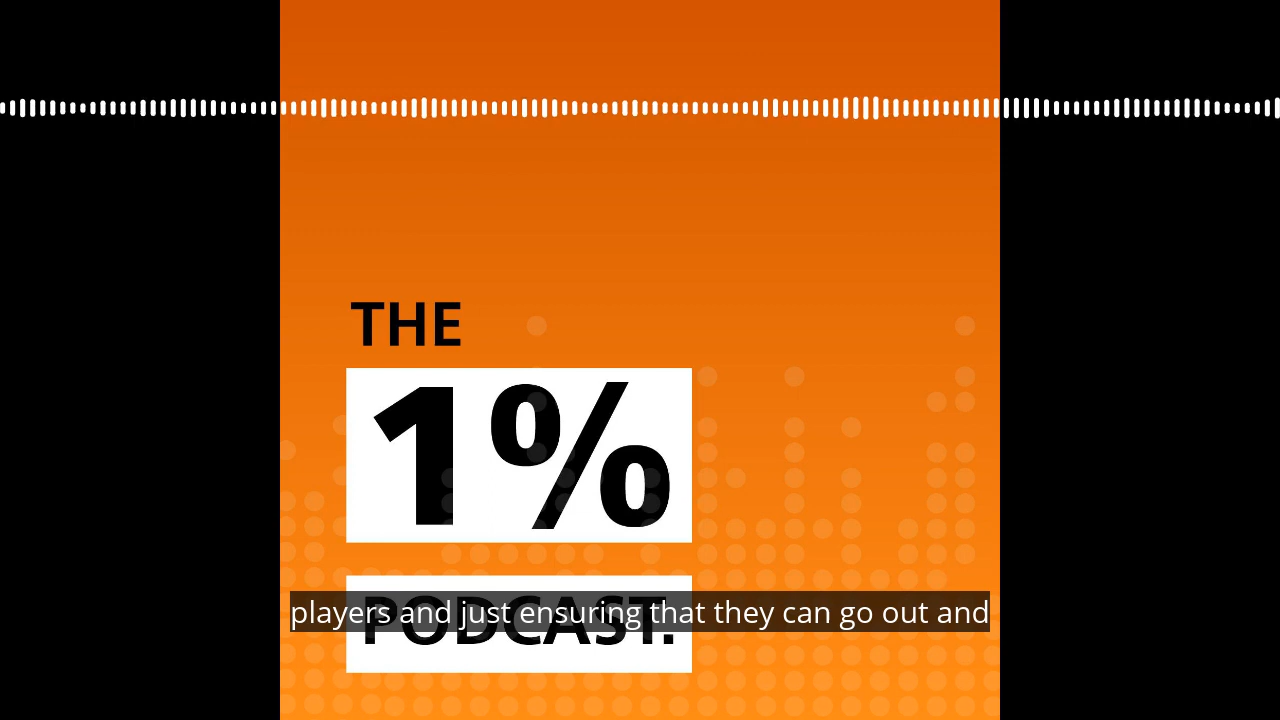 THE
1%
PODCAST.
players and just ensuring that they can go out and